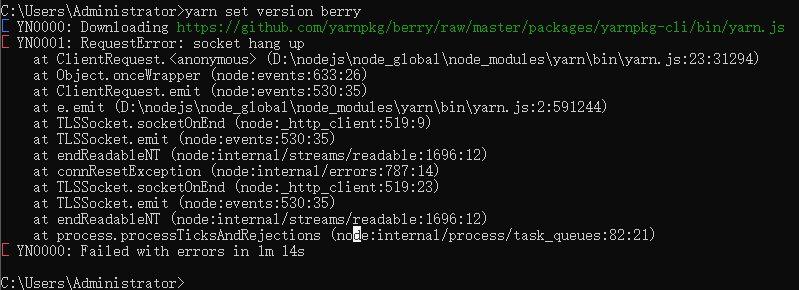 C:\Users\Administrator>yarn set version berry
YN0000: Downloading https://github.com/yarnpkg/berry/raw/master/packages/yarnpkg-cli/bin/yarn.js
YN0001: RequestError: socket hang up
at ClientRequest.<anonymous> (D:\nodejs\node_global\node_modules\yarn\bin\yarn.js:23:31294)
at Object.onceWrapper (node:events:633:26)
at ClientRequest.emit (node:events:530:35)
at e.emit (D:\nodejs\node_global\node_modules\yarn\bin\yarn.js:2:591244)
at TLSSocket.socketOnEnd (node:_http_client:519:9)
at TLSSocket.emit (node:events:530:35)
at endReadableNT (node:internal/streams/readable:1696:12)
at connResetException (node:internal/errors:787:14)
at TLSSocket.socketOnEnd (node:_http_client:519:23)
at TLSSocket.emit (node:events:530:35)
at endReadableNT (node:internal/streams/readable:1696:12)
at process.processTicksAndRejections (node:internal/process/task_queues:82:21)
YN0000: Failed with errors in 1m 14s
C:\Users\Administrator>